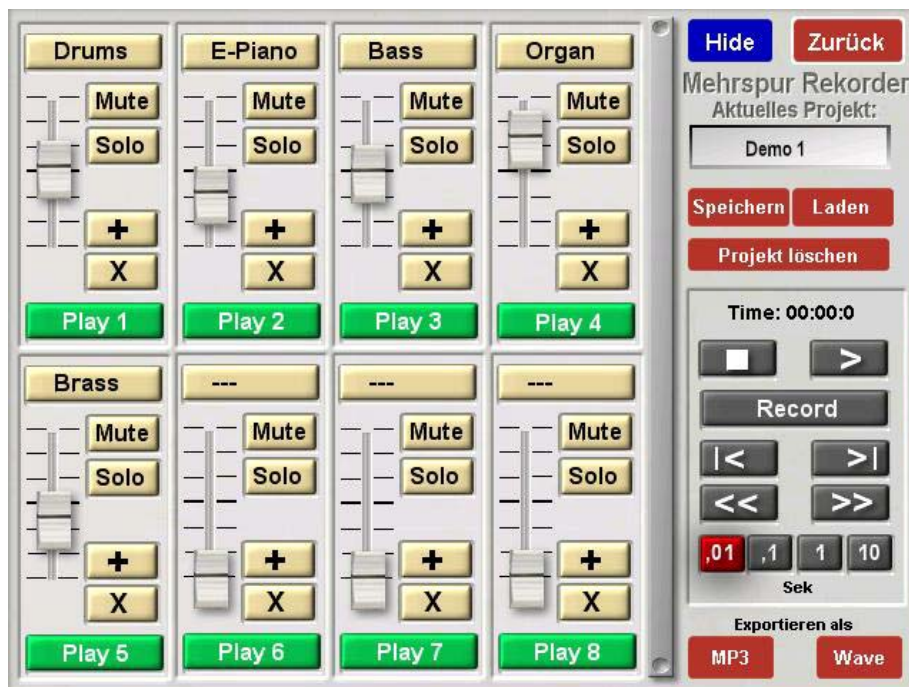 Drums E-Piano Bass Organ
Mute Mute Mute Mute
Solo Solo Solo Solo
+ + + +
X X X X
Play 1 Play 2 Play 3 Play 4
Brass --- --- ---
Mute Mute Mute Mute
Solo Solo Solo Solo
+ + + +
X X X X
Play 5 Play 6 Play 7 Play 8
Hide Zurück
Mehrspur Rekorder
Aktuelles Projekt:
Demo 1
Speichern Laden
Projekt löschen
Time: 00:00:0
>
Record
|< >|
<< >>
,01 ,1 1 10
Sek
Exportieren als
MP3 Wave